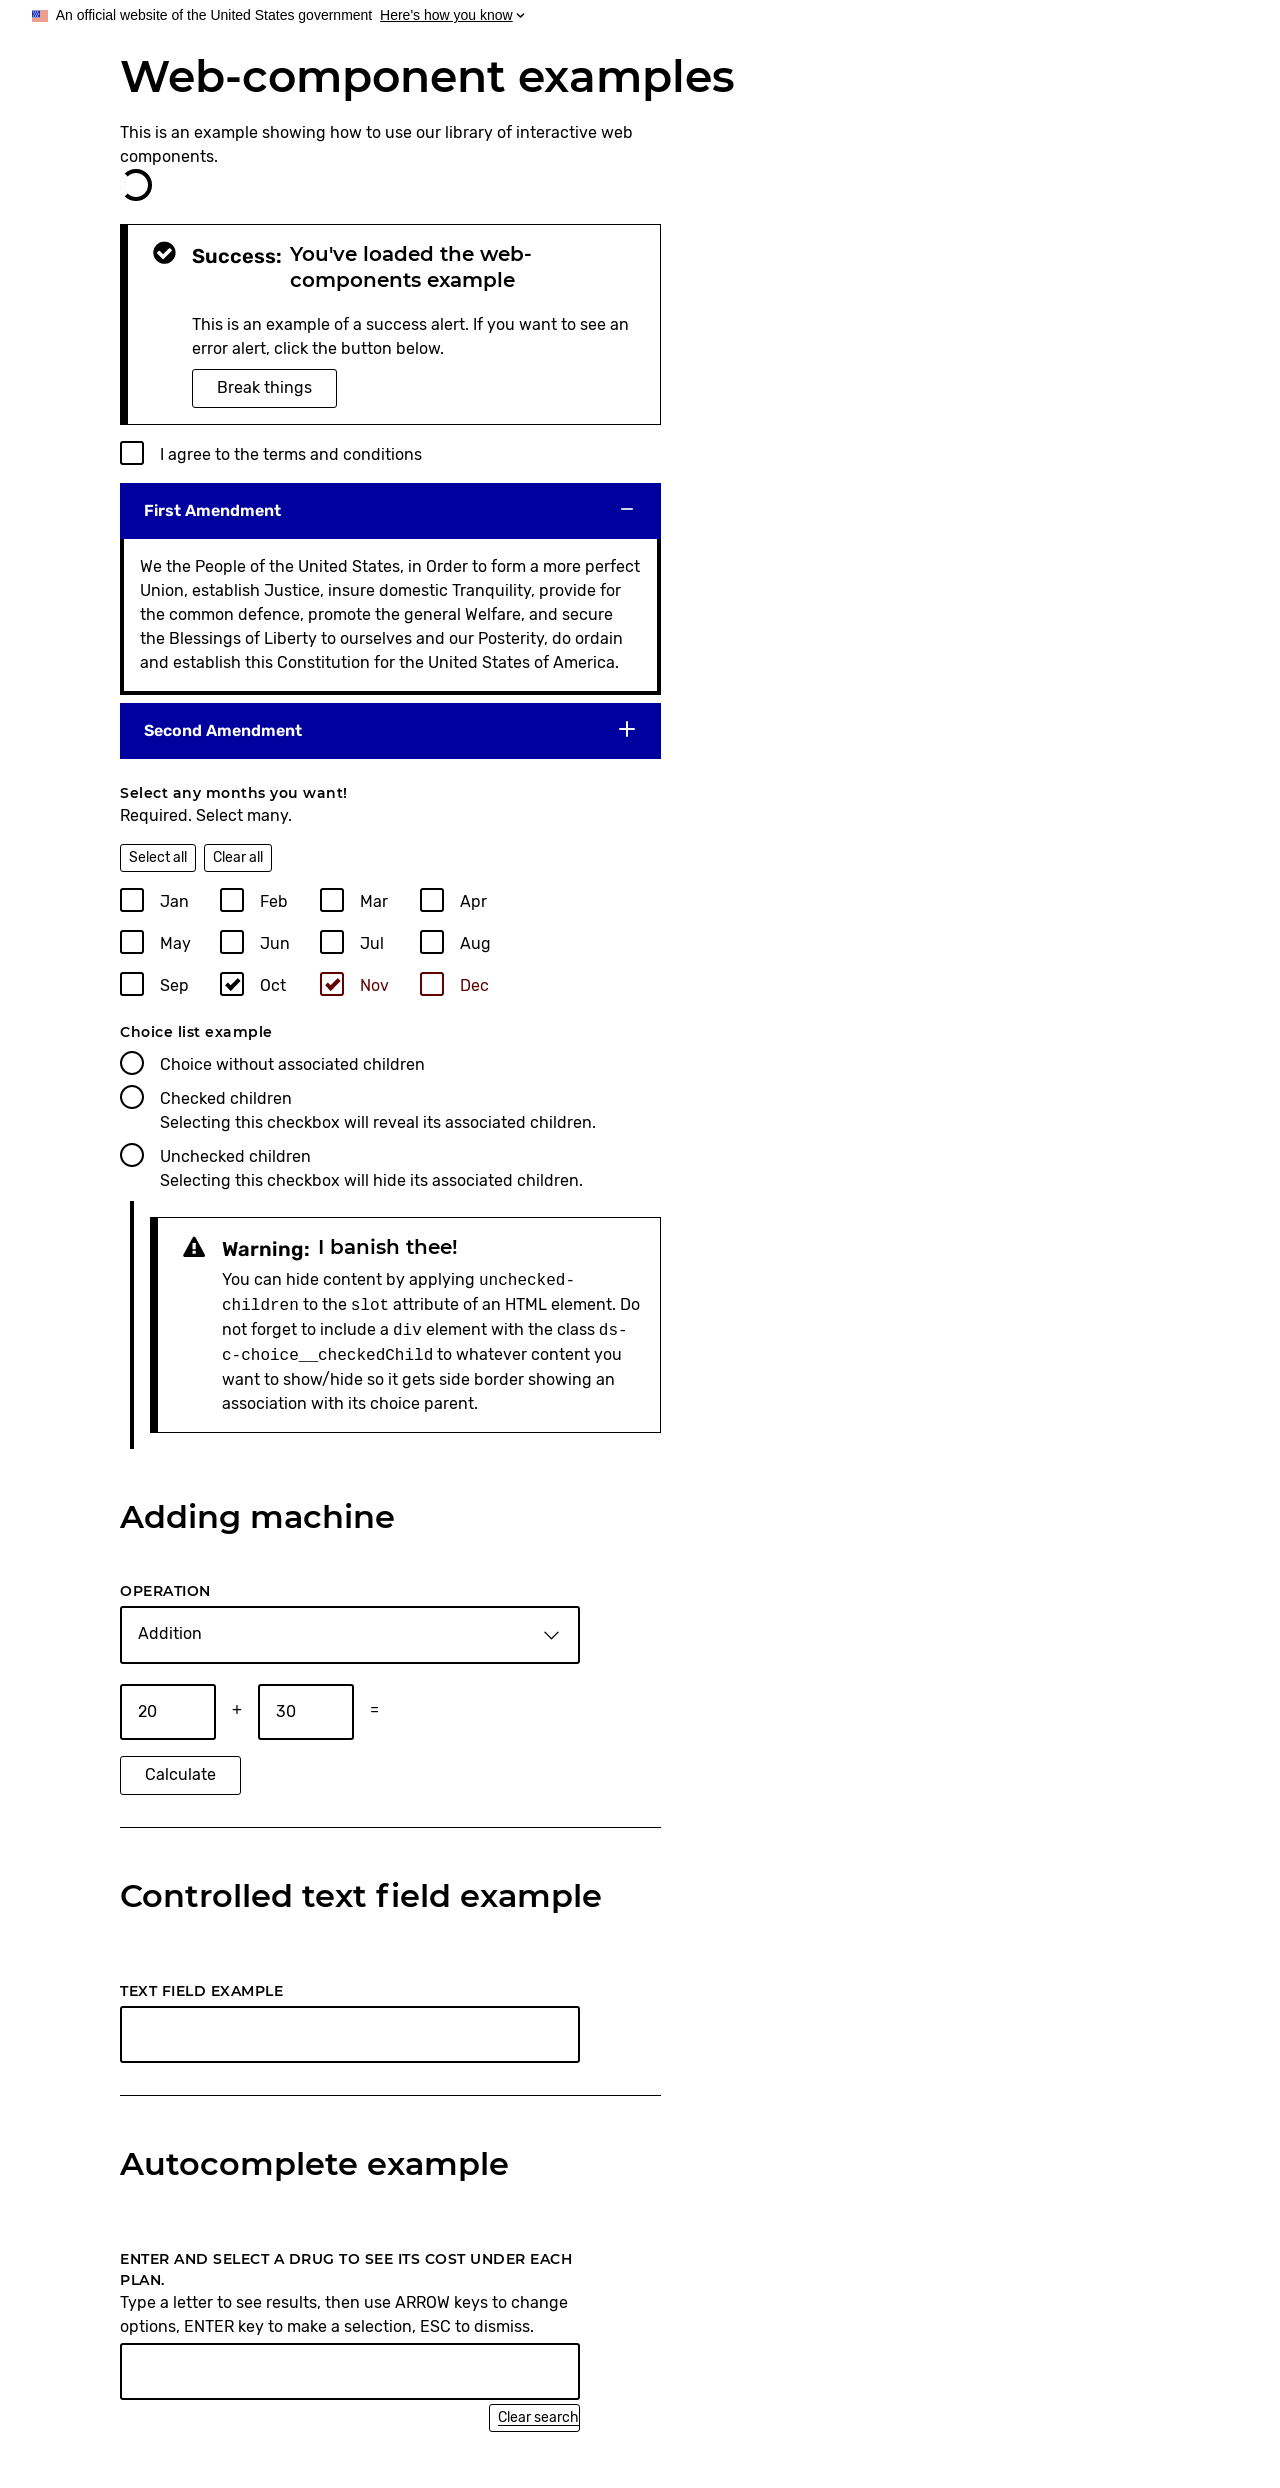 An official website of the United States government Here's how you know
Web-component examples
This is an example showing how to use our library of interactive web
components.
Success: You've loaded the web-
components example
This is an example of a success alert. If you want to see an
error alert, click the button below.
Break things
I agree to the terms and conditions
First Amendment
We the People of the United States, in Order to form a more perfect
Union, establish Justice, insure domestic Tranquility, provide for
the common defence, promote the general Welfare, and secure
the Blessings of Liberty to ourselves and our Posterity, do ordain
and establish this Constitution for the United States of America.
Second Amendment
Select any months you want!
Required. Select many.
Select all Clear all
Jan Feb Mar Apr
May Jun Jul Aug
Sep Oct Nov Dec
Choice list example
Choice without associated children
Checked children
Selecting this checkbox will reveal its associated children.
Unchecked children
Selecting this checkbox will hide its associated children.
Warning: I banish thee!
You can hide content by applying unchecked-
children to the slot attribute of an HTML element. Do
not forget to include a div element with the class ds-
c-choice__checkedChild to whatever content you
want to show/hide so it gets side border showing an
association with its choice parent.
Adding machine
OPERATION
Addition
20 + 30 =
Calculate
Controlled text field example
TEXT FIELD EXAMPLE
Autocomplete example
ENTER AND SELECT A DRUG TO SEE ITS COST UNDER EACH
PLAN.
Type a letter to see results, then use ARROW keys to change
options, ENTER key to make a selection, ESC to dismiss.
Clear search